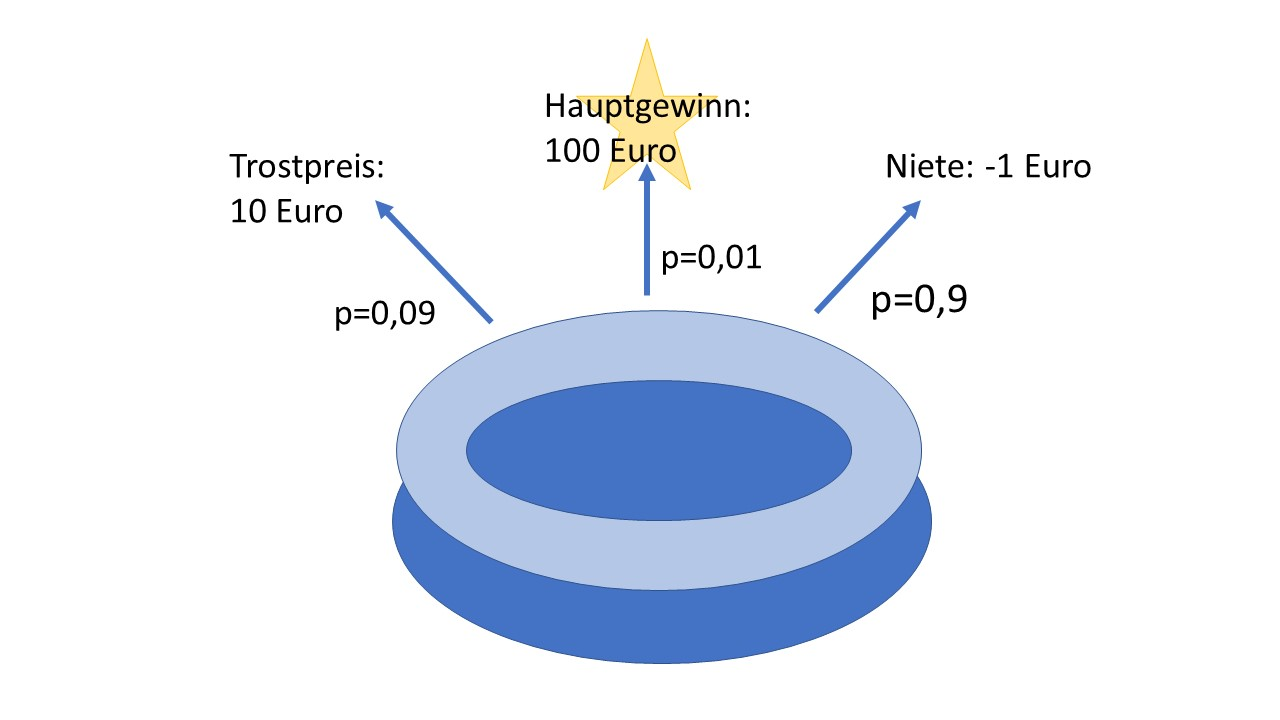 Hauptgewinn:
100 Euro
Trostpreis:
10 Euro
Niete: -1 Euro
p=0,01
p=0,09
p=0,9